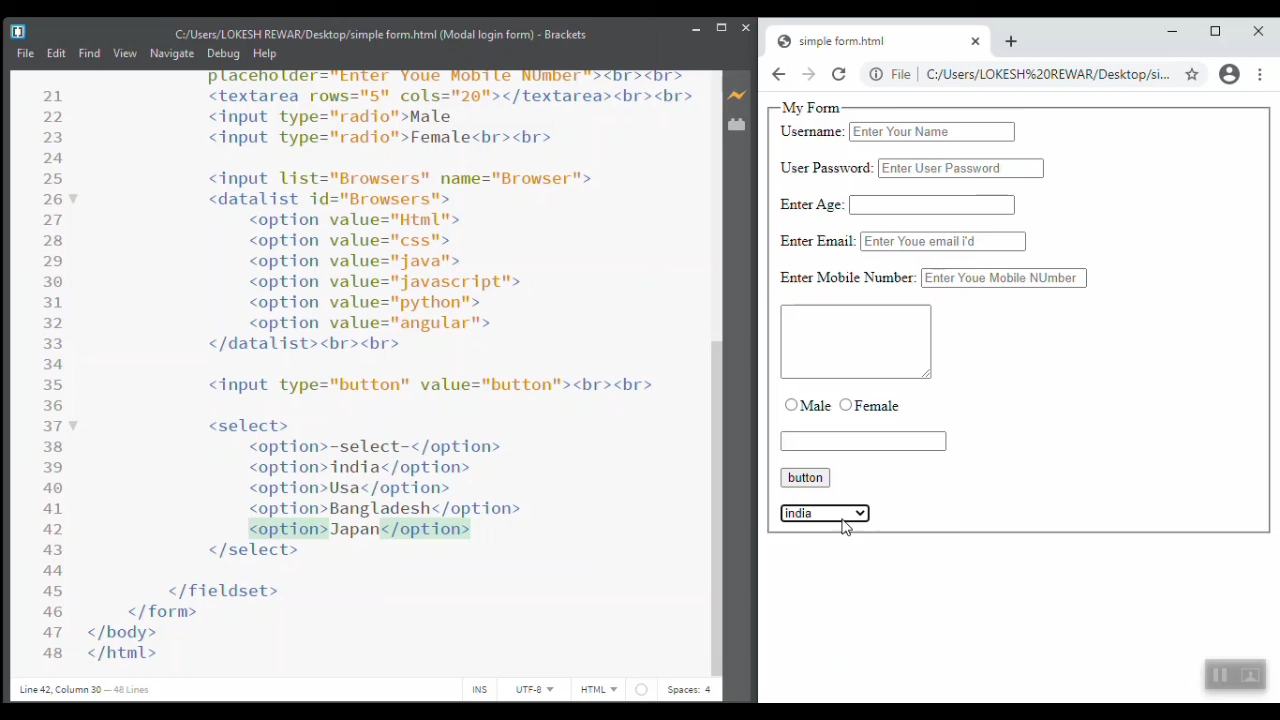 C:/Users/LOKESH REWAR/Desktop/simple form.html (Modal login form) - Brackets
File Edit Find View Navigate Debug Help
placeholder="Enter Youe Mobile NUmber"><br><br>
21 <textarea rows="5" cols="20"></textarea><br><br>
22 <input type="radio">Male
23 <input type="radio">Female<br><br>
24
25 <input list="Browsers" name="Browser">
26 <datalist id="Browsers">
27 <option value="Html">
28 <option value="css">
29 <option value="java">
30 <option value="javascript">
31 <option value="python">
32 <option value="angular">
33 </datalist><br><br>
34
35 <input type="button" value="button"><br><br>
36
37 <select>
38 <option>-select-</option>
39 <option>india</option>
40 <option>Usa</option>
41 <option>Bangladesh</option>
42 <option>Japan</option>
43 </select>
44
45 </fieldset>
46 </form>
47 </body>
48 </html>
Line 42, Column 30 — 48 Lines INS UTF-8 HTML Spaces: 4
simple form.html
File C:/Users/LOKESH%20REWAR/Desktop/si...
My Form
Username: Enter Your Name
User Password: Enter User Password
Enter Age:
Enter Email: Enter Youe email i'd
Enter Mobile Number: Enter Youe Mobile NUmber
Male Female
button
india